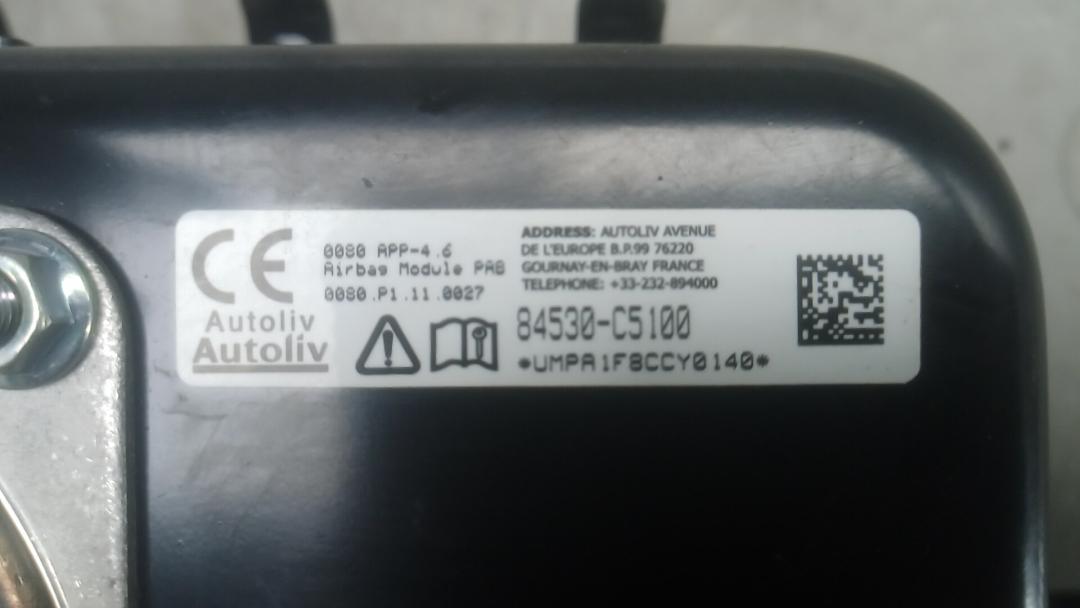 CE
0080 APP-4.6
Airbag Module PAB
0080.P1.11.0027
Autoliv
Autoliv
ADDRESS: AUTOLIV AVENUE
DE L'EUROPE B.P.99 76220
GOURNAY-EN-BRAY FRANCE
TELEPHONE: +33-232-894000
84530-C5100
*UMPA1F8CCY0140*